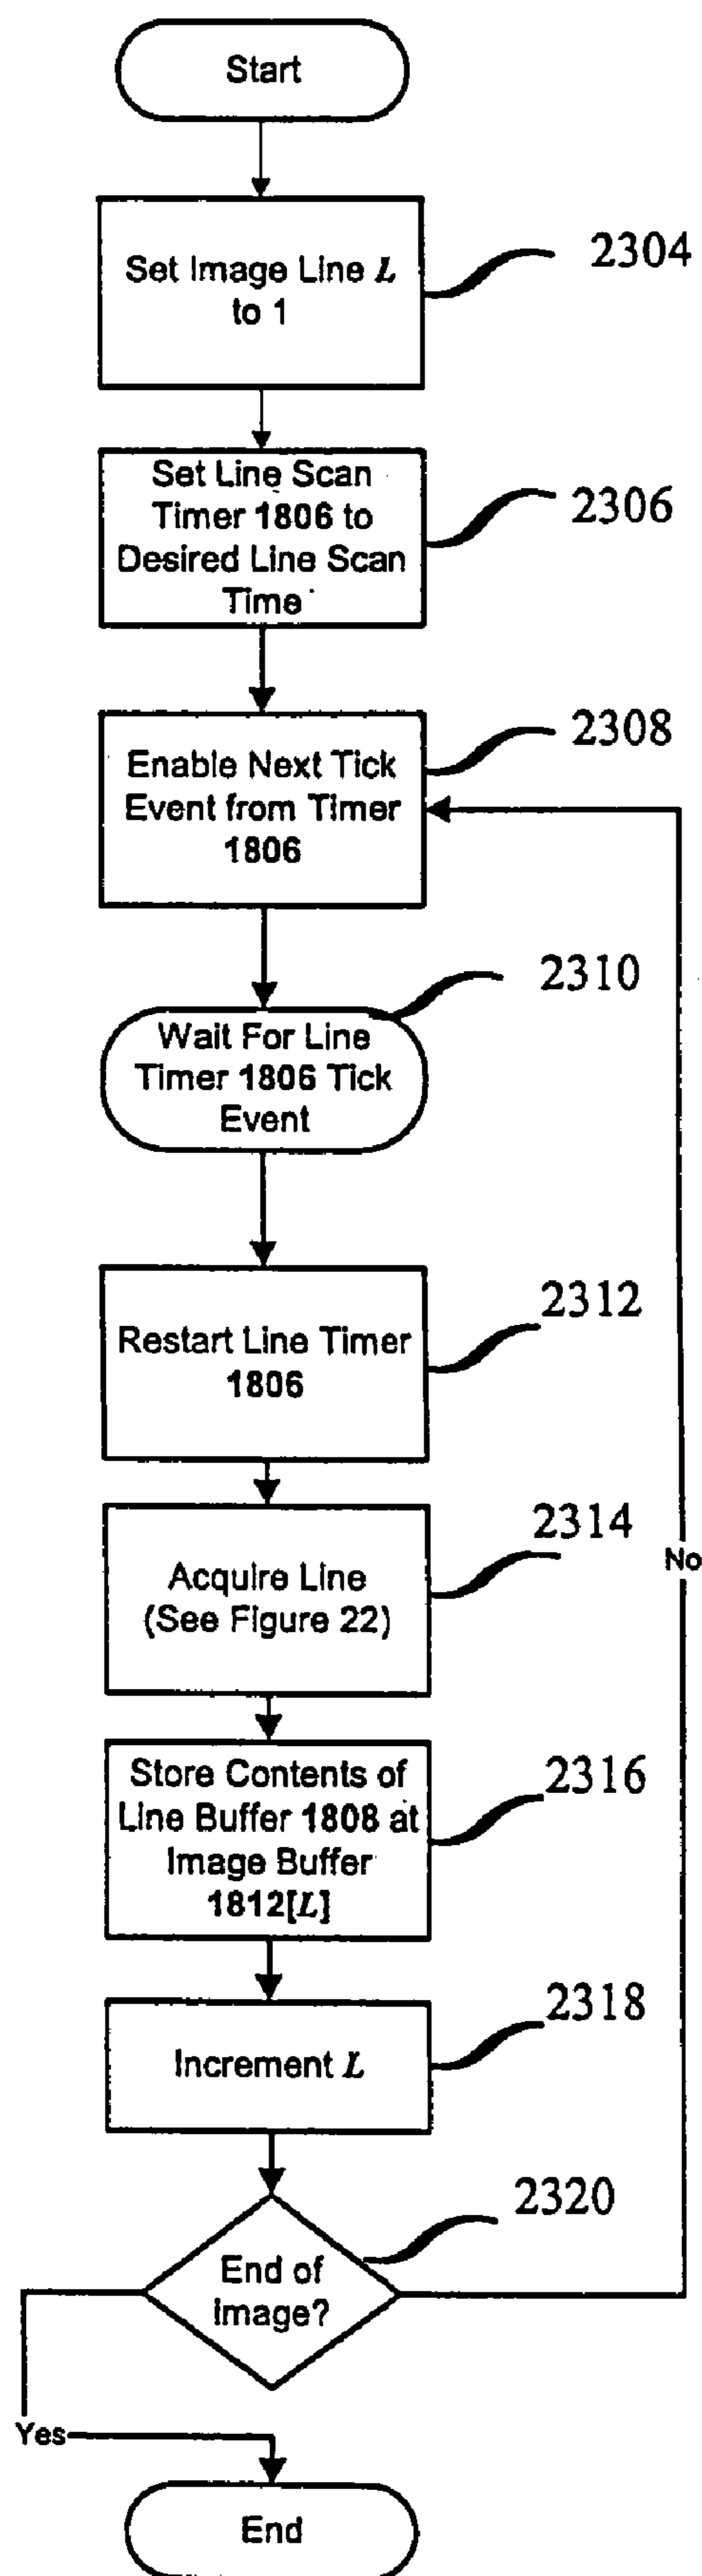 Start
Set Image Line L
to 1
2304
Set Line Scan
Timer 1806 to
Desired Line Scan
Time
2306
Enable Next Tick
Event from Timer
1806
2308
Wait For Line
Timer 1806 Tick
Event
2310
Restart Line Timer
1806
2312
Acquire Line
(See Figure 22)
2314
No
Store Contents of
Line Buffer 1808 at
Image Buffer
1812[L]
2316
Increment L
2318
End of
Image?
2320
Yes
End